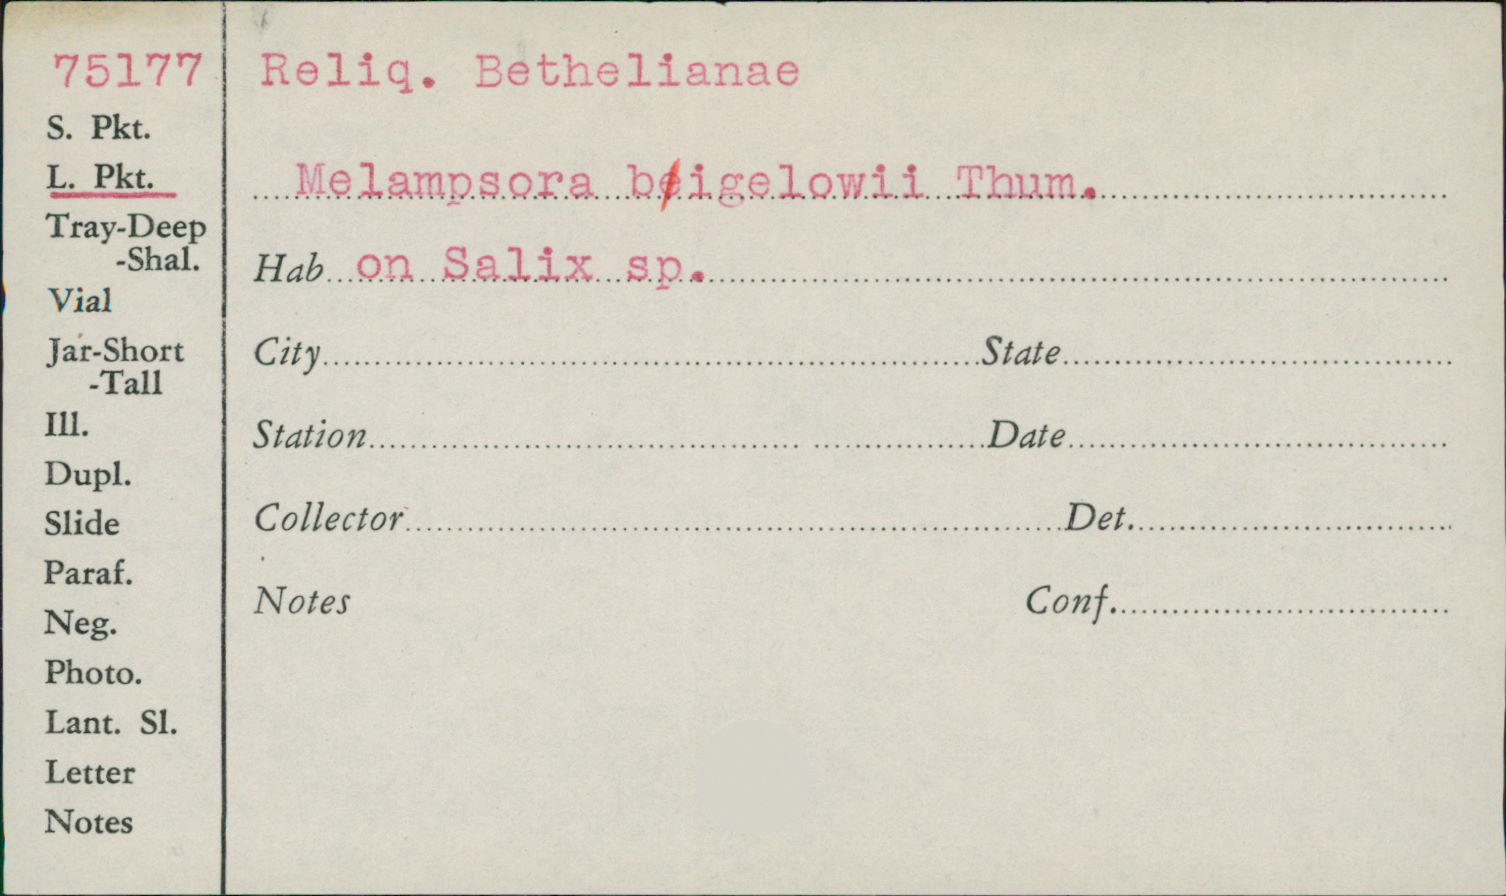 75177 Reliq. Bethelianae
S. Pkt.
L. Pkt. Melampsora bigelowii Thum.
Tray-Deep
-Shal. Hab on Salix sp.
Vial
Jar-Short City State
-Tall
Ill. Station Date
Dupl.
Slide Collector Det.
Paraf.
Neg. Notes Conf.
Photo.
Lant. Sl.
Letter
Notes